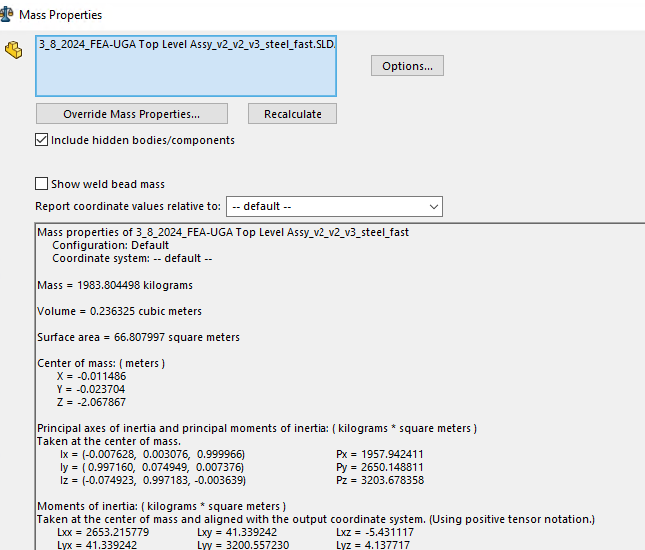 Mass Properties
3_8_2024_FEA-UGA Top Level Assy_v2_v2_v3_steel_fast.SLD
Options...
Override Mass Properties...
Recalculate
Include hidden bodies/components
Show weld bead mass
Report coordinate values relative to:
-- default --
Mass properties of 3_8_2024_FEA-UGA Top Level Assy_v2_v2_v3_steel_fast
Configuration: Default
Coordinate system: -- default --
Mass = 1983.804498 kilograms
Volume = 0.236325 cubic meters
Surface area = 66.807997 square meters
Center of mass: ( meters )
X = -0.011486
Y = -0.023704
Z = -2.067867
Principal axes of inertia and principal moments of inertia: ( kilograms * square meters )
Taken at the center of mass.
Ix = (-0.007628, 0.003076, 0.999966) Px = 1957.942411
Iy = ( 0.997160, 0.074949, 0.007376) Py = 2650.148811
Iz = (-0.074923, 0.997183, -0.003639) Pz = 3203.678358
Moments of inertia: ( kilograms * square meters )
Taken at the center of mass and aligned with the output coordinate system. (Using positive tensor notation.)
Lxx = 2653.215779 Lxy = 41.339242 Lxz = -5.431117
Lyx = 41.339242 Lyy = 3200.557230 Lyz = 4.137717